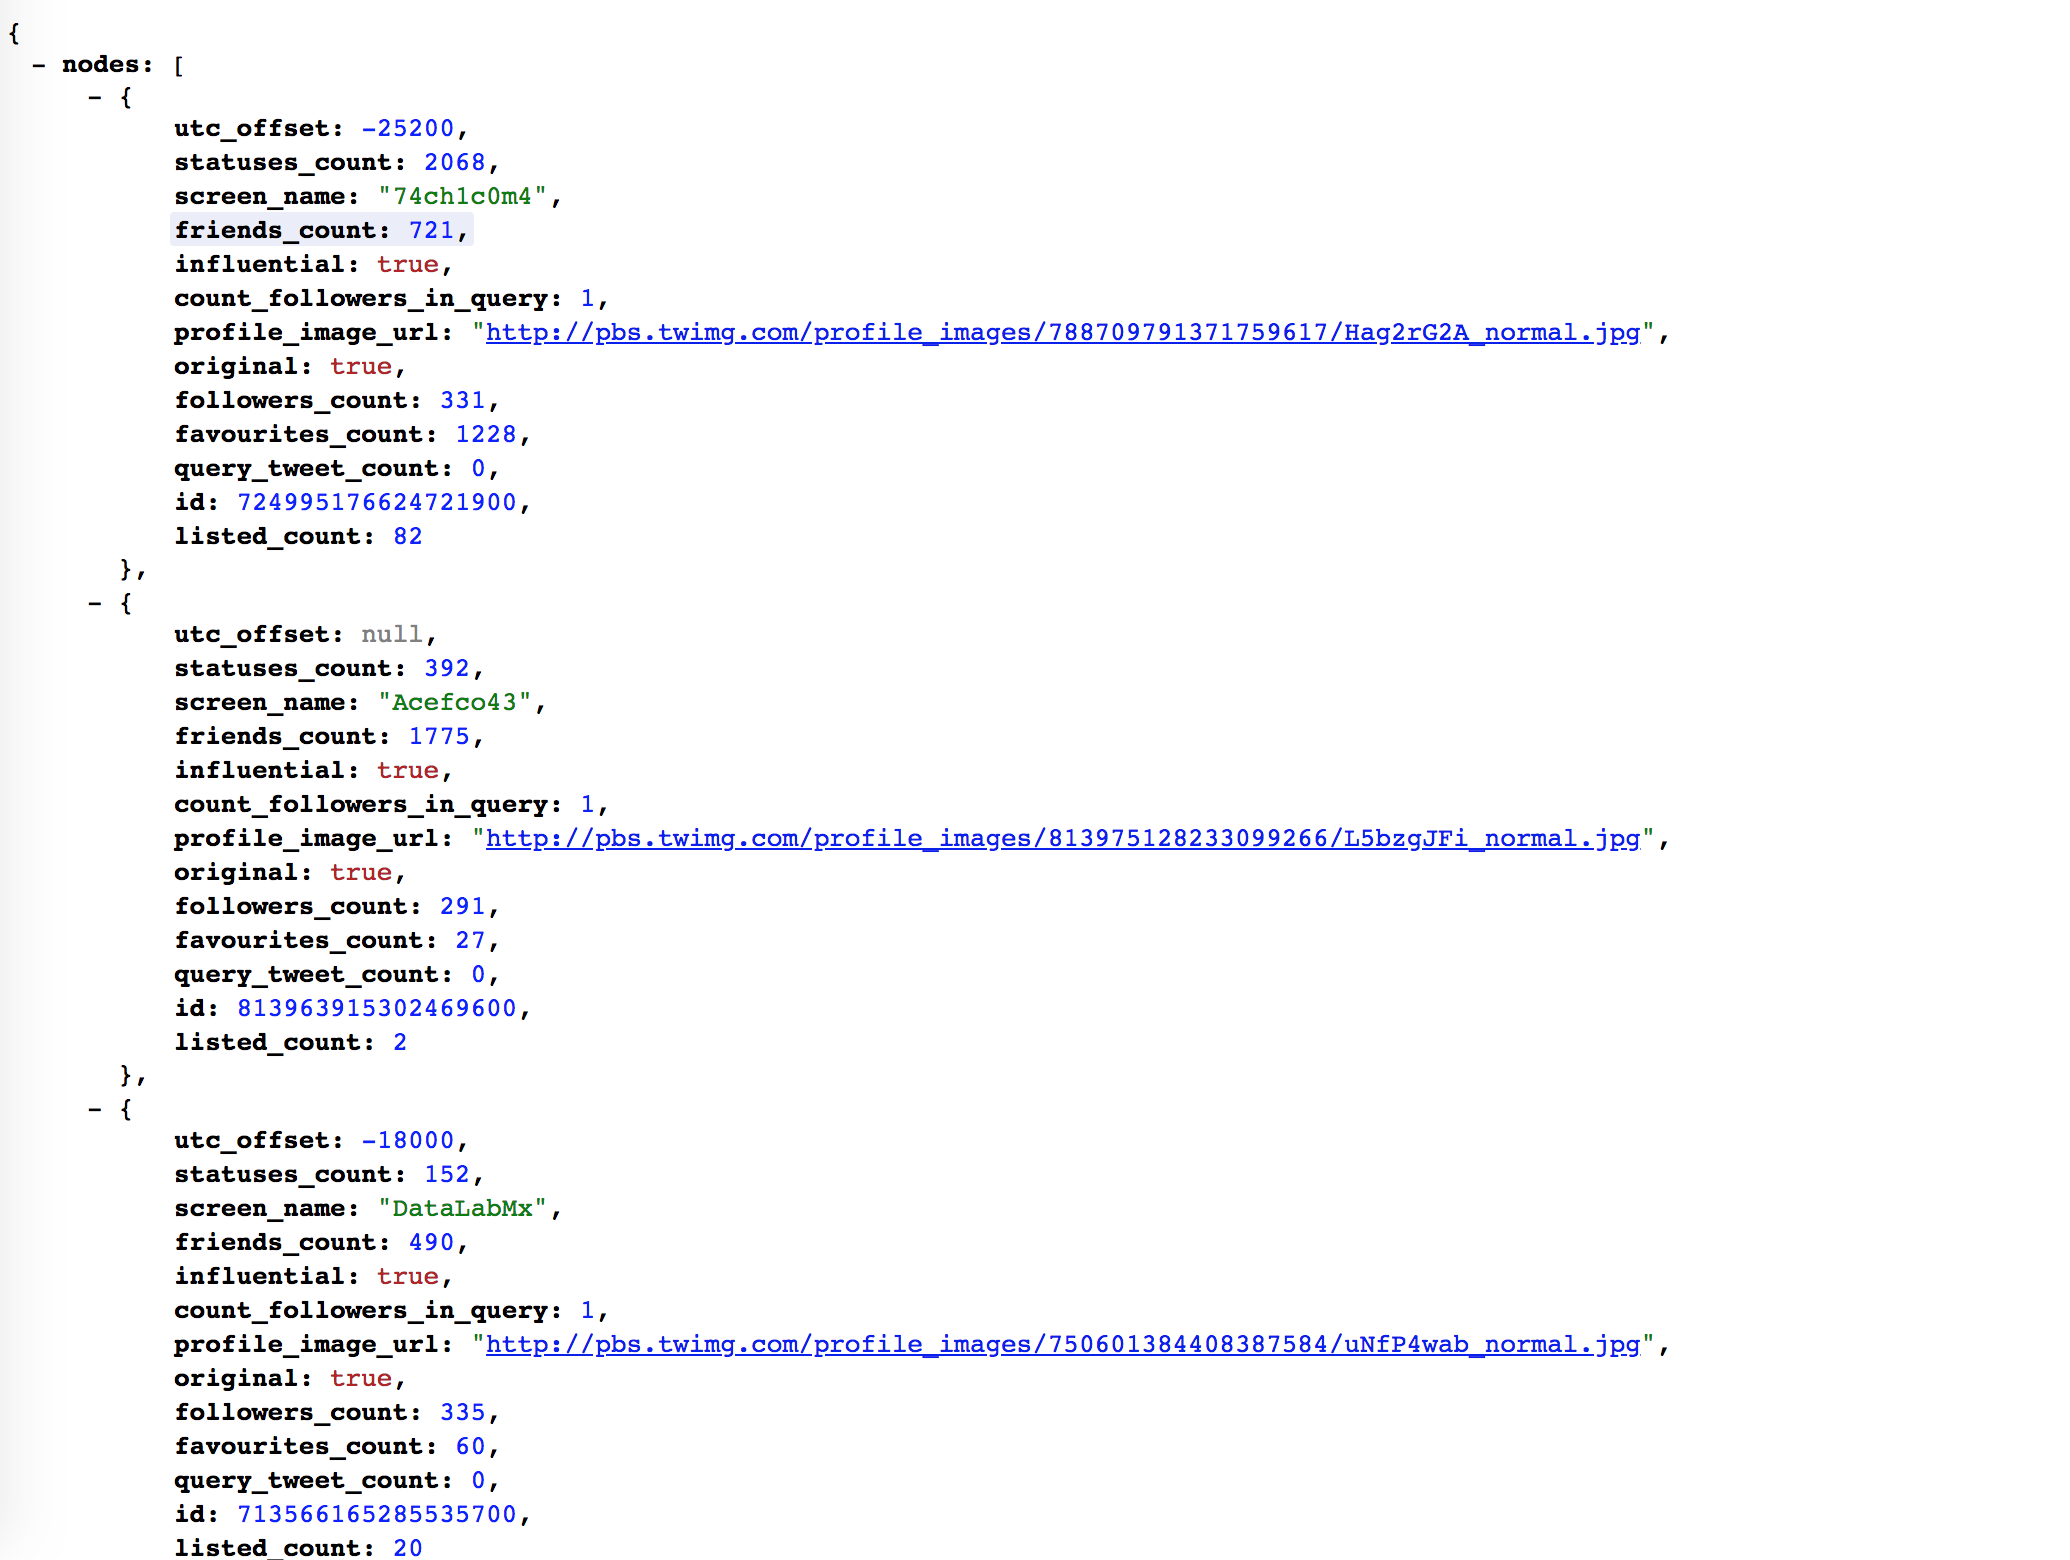 {
- nodes: [
- {
utc_offset: -25200,
statuses_count: 2068,
screen_name: "74ch1c0m4",
friends_count: 721,
influential: true,
count_followers_in_query: 1,
profile_image_url: "http://pbs.twimg.com/profile_images/788709791371759617/Hag2rG2A_normal.jpg",
original: true,
followers_count: 331,
favourites_count: 1228,
query_tweet_count: 0,
id: 724995176624721900,
listed_count: 82
},
- {
utc_offset: null,
statuses_count: 392,
screen_name: "Acefco43",
friends_count: 1775,
influential: true,
count_followers_in_query: 1,
profile_image_url: "http://pbs.twimg.com/profile_images/813975128233099266/L5bzgJFi_normal.jpg",
original: true,
followers_count: 291,
favourites_count: 27,
query_tweet_count: 0,
id: 813963915302469600,
listed_count: 2
},
- {
utc_offset: -18000,
statuses_count: 152,
screen_name: "DataLabMx",
friends_count: 490,
influential: true,
count_followers_in_query: 1,
profile_image_url: "http://pbs.twimg.com/profile_images/750601384408387584/uNfP4wab_normal.jpg",
original: true,
followers_count: 335,
favourites_count: 60,
query_tweet_count: 0,
id: 713566165285535700,
listed_count: 20